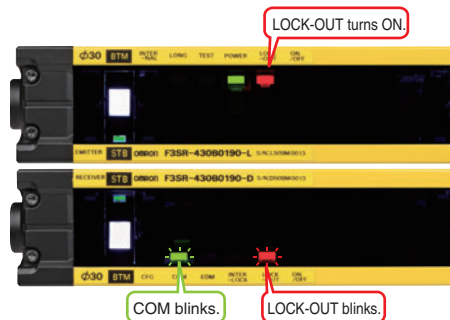 LOCK-OUT turns ON.
Ø30 BTM INTER-NAL LONG TEST POWER LOCK-OUT ON/OFF
EMITTER STB OMRON F3SR-430B0190-L
RECEIVER STB OMRON F3SR-430B0190-D
Ø30 BTM CFG COM EDM INTER-LOCK LOCK-OUT ON/OFF
COM blinks.
LOCK-OUT blinks.